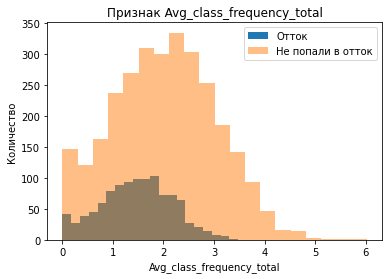 Признак Avg_class_frequency_total
Отток
Не попали в отток
Количество
350
300
250
200
150
100
50
0
0 1 2 3 4 5 6
Avg_class_frequency_total